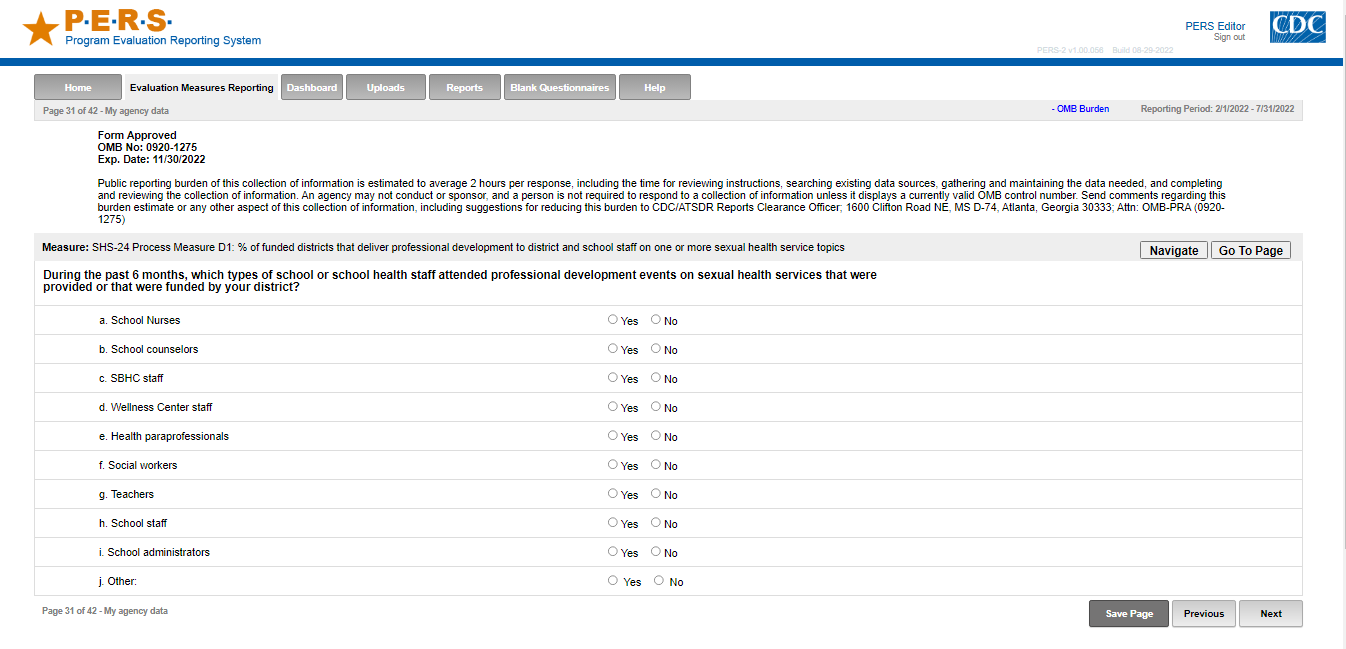 P·E·R·S·
Program Evaluation Reporting System
PERS Editor
Sign out
CDC
PERS-2 v1.00.056 Build 08-29-2022
Home Evaluation Measures Reporting Dashboard Uploads Reports Blank Questionnaires Help
Page 31 of 42 - My agency data - OMB Burden Reporting Period: 2/1/2022 - 7/31/2022
Form Approved
OMB No: 0920-1275
Exp. Date: 11/30/2022
Public reporting burden of this collection of information is estimated to average 2 hours per response, including the time for reviewing instructions, searching existing data sources, gathering and maintaining the data needed, and completing
and reviewing the collection of information. An agency may not conduct or sponsor, and a person is not required to respond to a collection of information unless it displays a currently valid OMB control number. Send comments regarding this
burden estimate or any other aspect of this collection of information, including suggestions for reducing this burden to CDC/ATSDR Reports Clearance Officer; 1600 Clifton Road NE, MS D-74, Atlanta, Georgia 30333; Attn: OMB-PRA (0920-
1275)
Measure: SHS-24 Process Measure D1: % of funded districts that deliver professional development to district and school staff on one or more sexual health service topics
Navigate Go To Page
During the past 6 months, which types of school or school health staff attended professional development events on sexual health services that were
provided or that were funded by your district?
a. School Nurses Yes No
b. School counselors Yes No
c. SBHC staff Yes No
d. Wellness Center staff Yes No
e. Health paraprofessionals Yes No
f. Social workers Yes No
g. Teachers Yes No
h. School staff Yes No
i. School administrators Yes No
j. Other: Yes No
Page 31 of 42 - My agency data
Save Page Previous Next